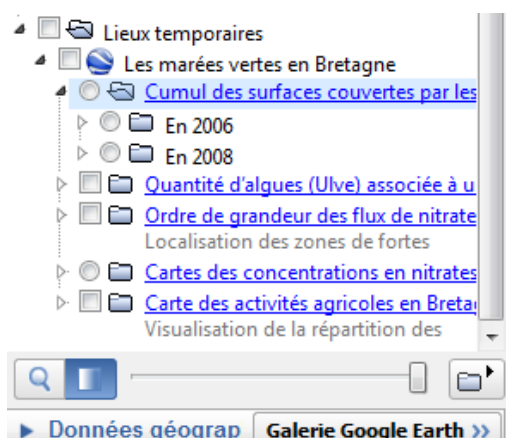 Lieux temporaires
Les marées vertes en Bretagne
Cumul des surfaces couvertes par les
En 2006
En 2008
Quantité d'algues (Ulve) associée à u
Ordre de grandeur des flux de nitrate
Localisation des zones de fortes
Cartes des concentrations en nitrates
Carte des activités agricoles en Bretag
Visualisation de la répartition des
Données géograp
Galerie Google Earth >>